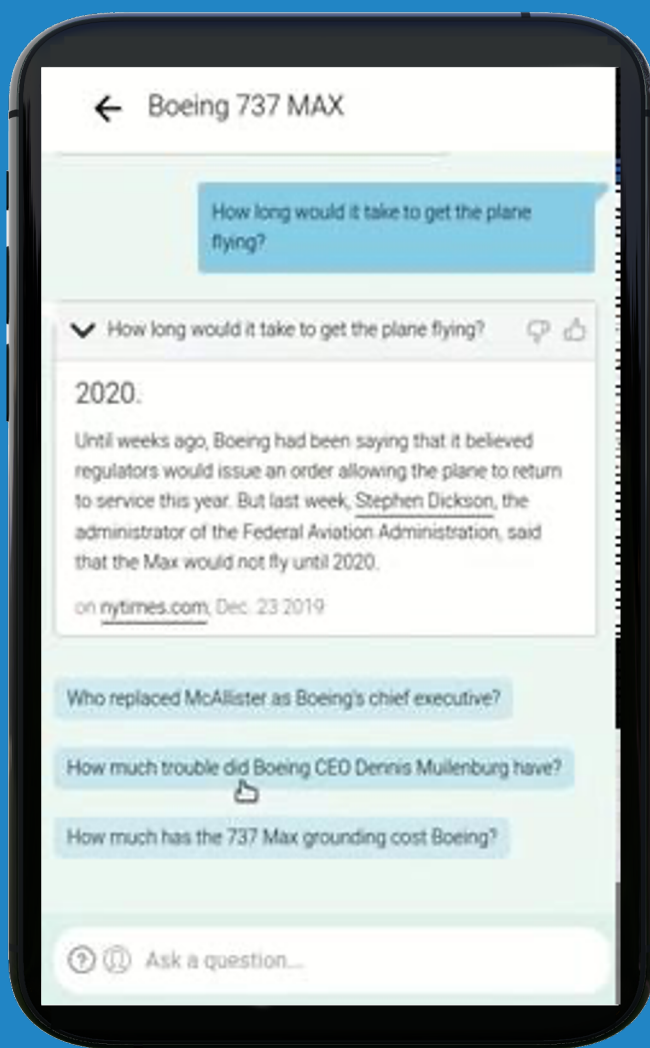 Boeing 737 MAX
How long would it take to get the plane
flying?
How long would it take to get the plane flying?
2020.
Until weeks ago, Boeing had been saying that it believed
regulators would issue an order allowing the plane to return
to service this year. But last week, Stephen Dickson, the
administrator of the Federal Aviation Administration, said
that the Max would not fly until 2020.
on nytimes.com, Dec. 23 2019
Who replaced McAllister as Boeing's chief executive?
How much trouble did Boeing CEO Dennis Muilenburg have?
How much has the 737 Max grounding cost Boeing?
Ask a question...